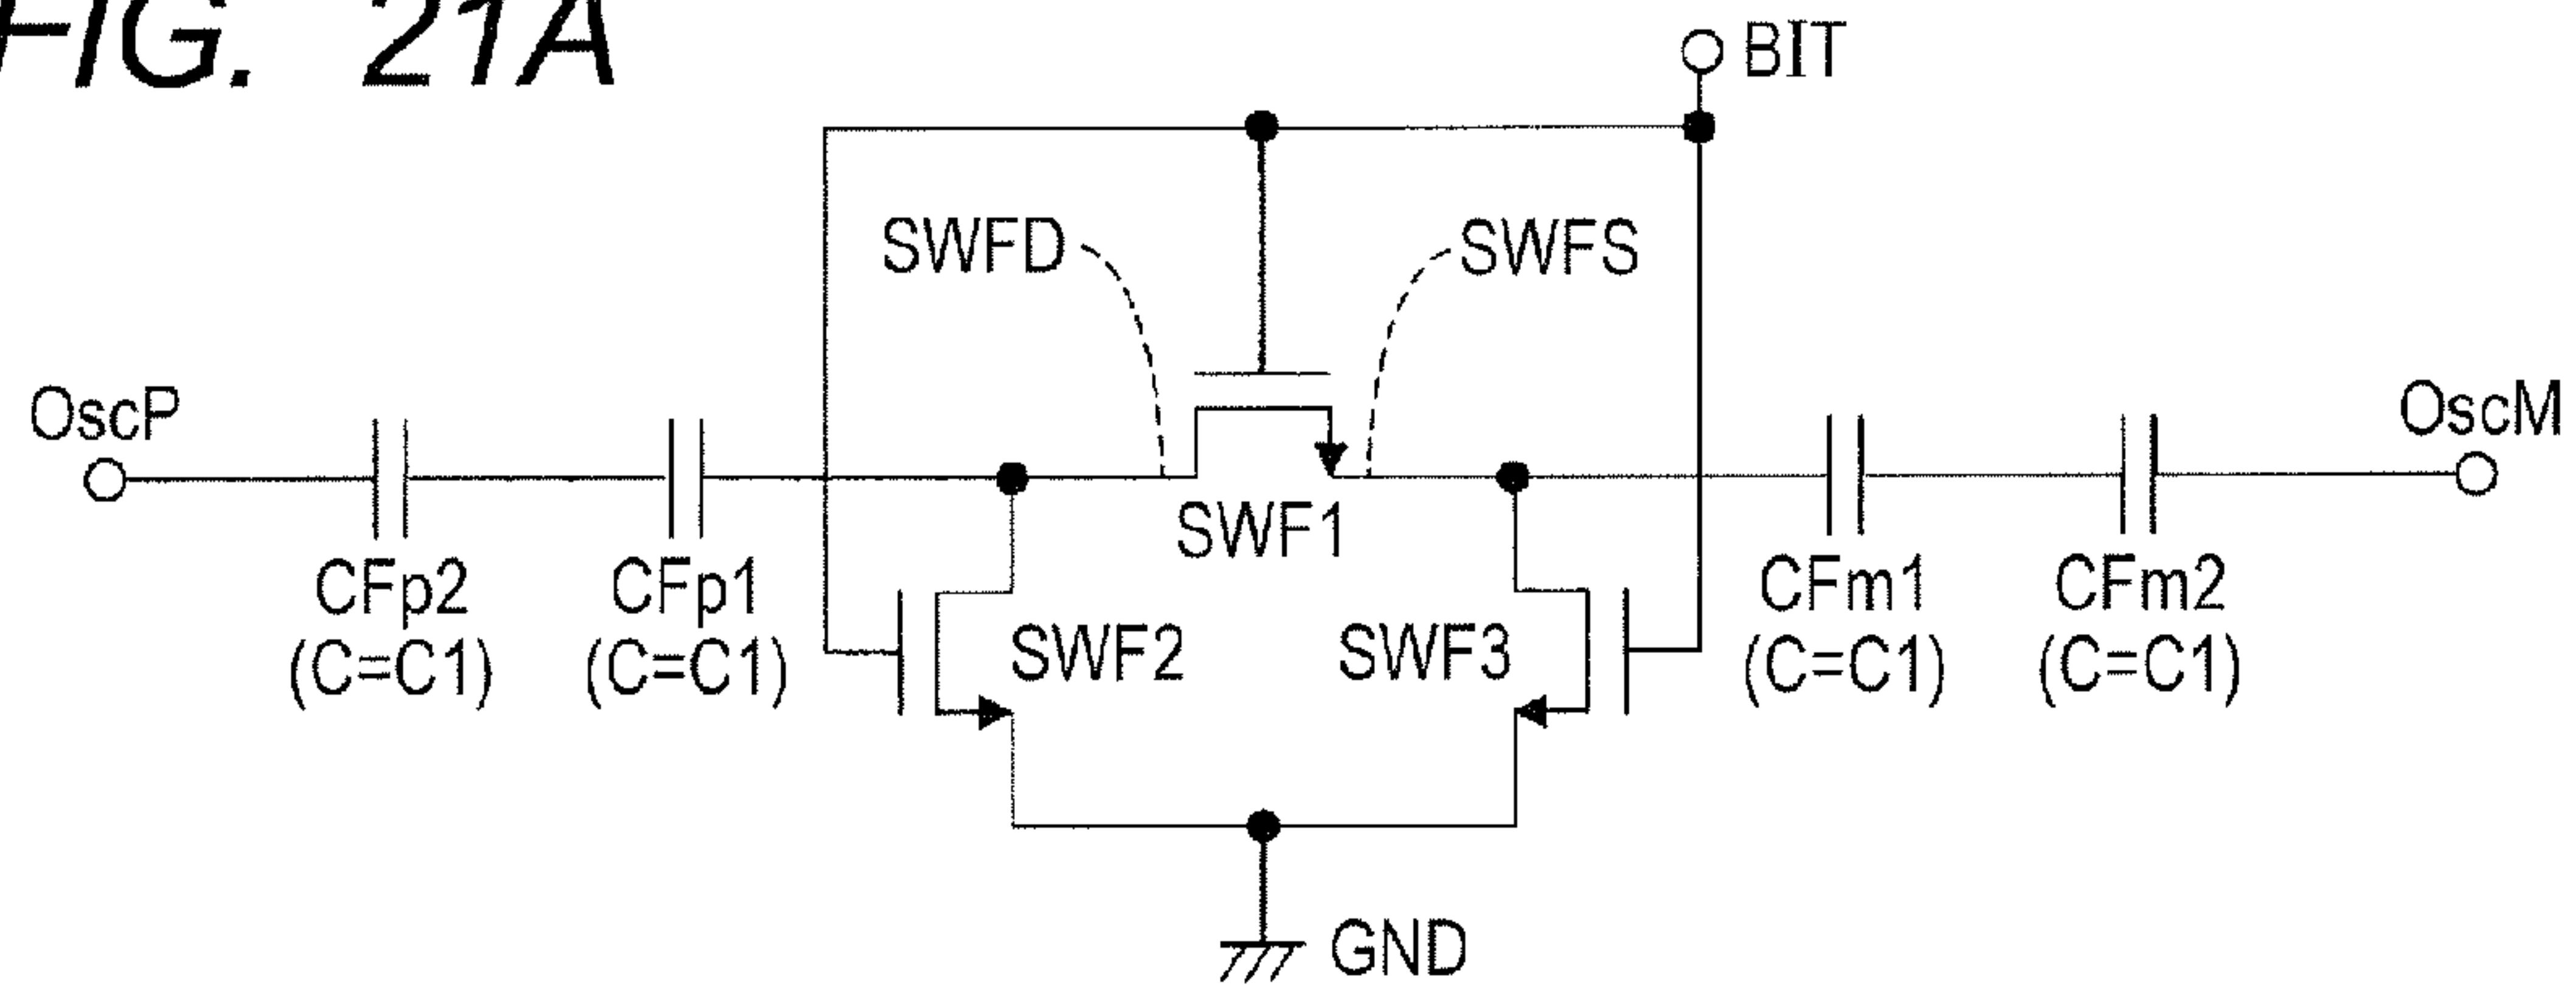 FIG. 21A
BIT
SWFD
SWFS
OscP
OscM
SWF1
CFp2
(C=C1)
CFp1
(C=C1)
SWF2
SWF3
CFm1
(C=C1)
CFm2
(C=C1)
GND